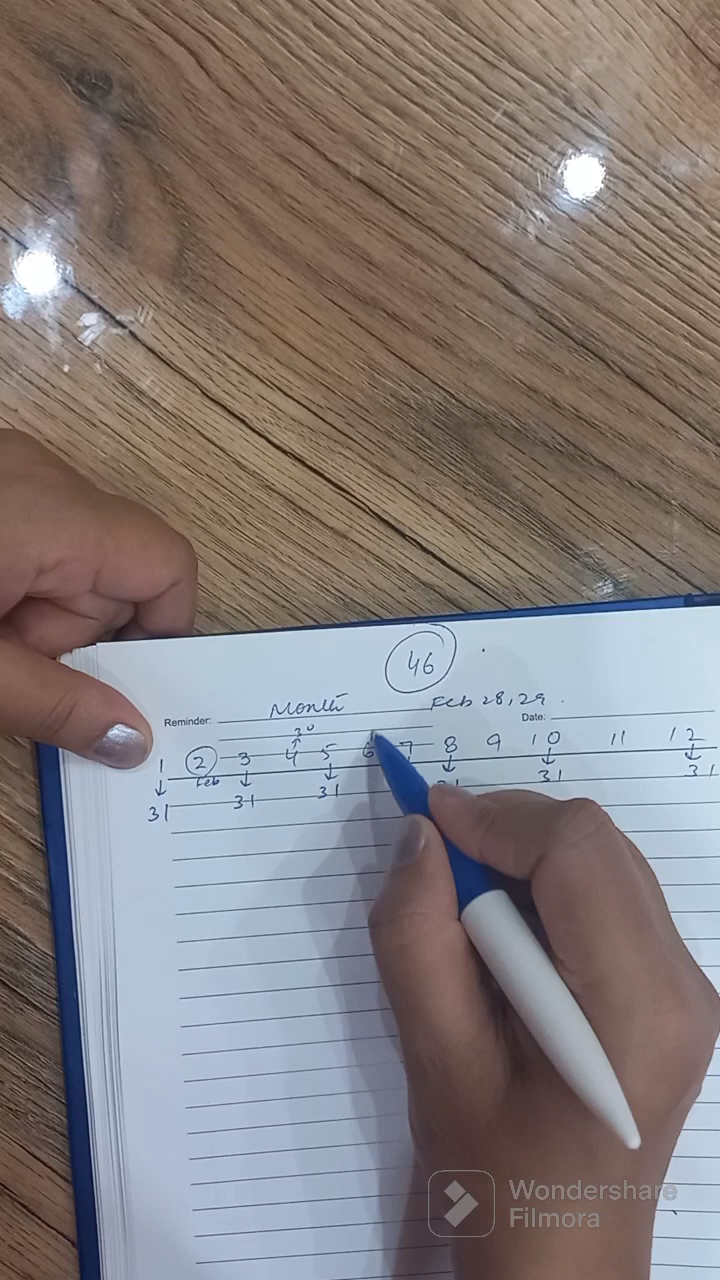 46
Month Feb 28, 29
Reminder: Date:
30
1 2 3 4 5 6 7 8 9 10 11 12
Feb
31 31 31 31 31 31
Wondershare
Filmora